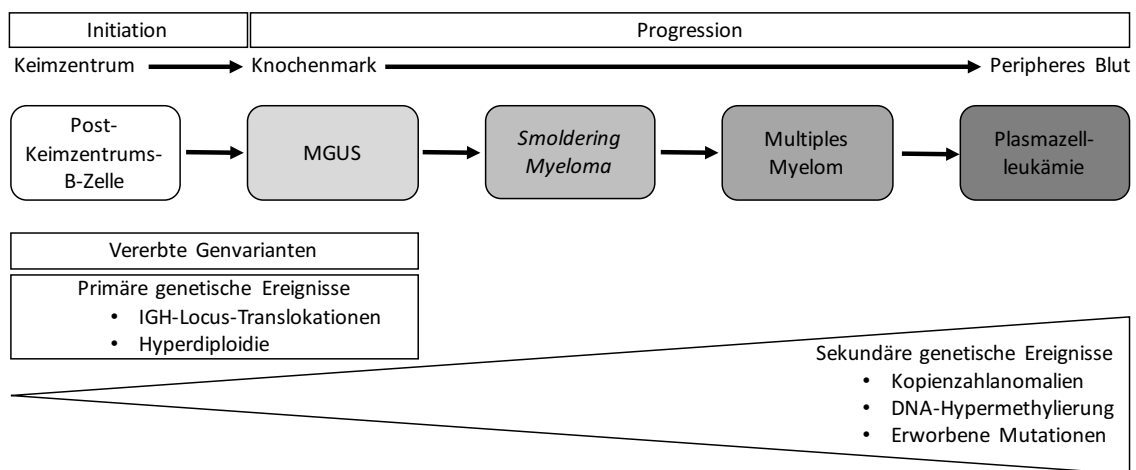 Initiation
Progression
Keimzentrum
Knochenmark
Peripheres Blut
Post-
Keimzentrums-
B-Zelle
MGUS
Smoldering
Myeloma
Multiples
Myelom
Plasmazell-
leukämie
Vererbte Genvarianten
Primäre genetische Ereignisse
• IGH-Locus-Translokationen
• Hyperdiploidie
Sekundäre genetische Ereignisse
• Kopienzahlanomalien
• DNA-Hypermethylierung
• Erworbene Mutationen